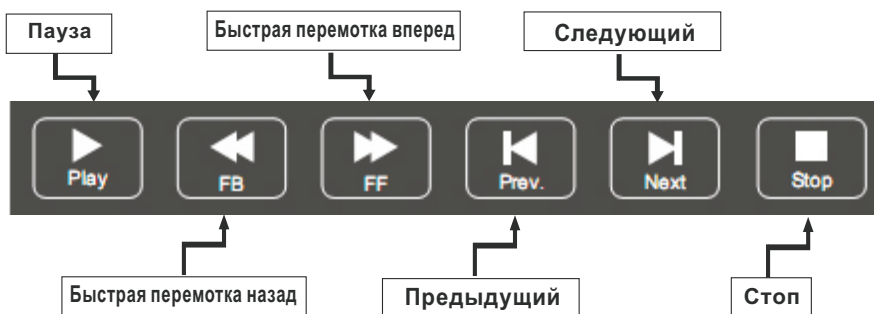 Пауза
Быстрая перемотка вперед
Следующий
Play
FB
FF
Prev.
Next
Stop
Быстрая перемотка назад
Предыдущий
Стоп